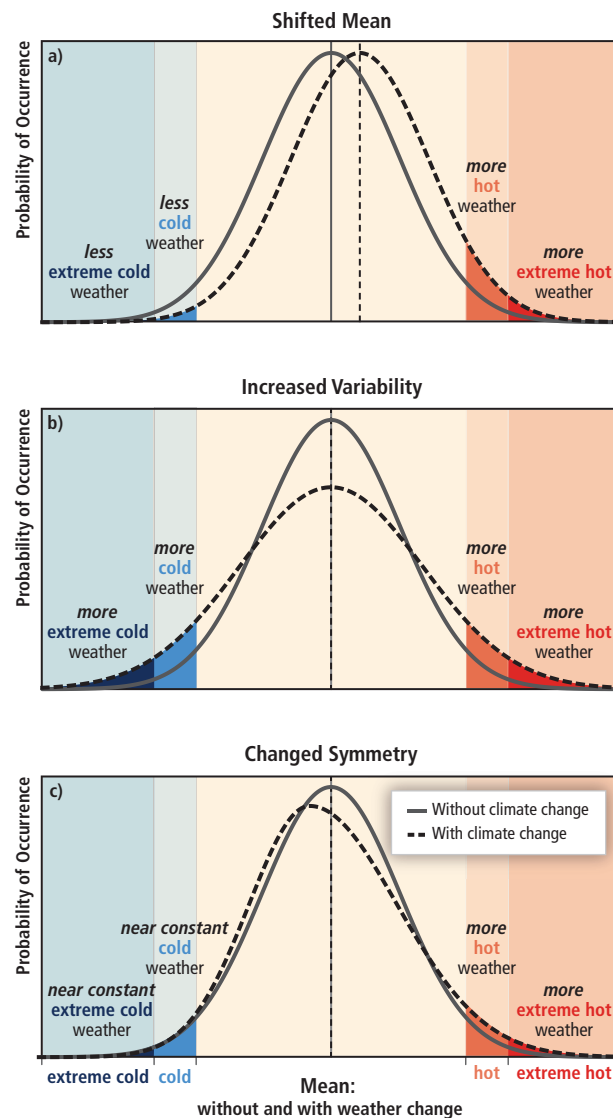 Shifted Mean
a)
Probability of Occurrence
less
extreme cold
weather
less
cold
weather
more
hot
weather
more
extreme hot
weather
Increased Variability
b)
Probability of Occurrence
more
extreme cold
weather
more
cold
weather
more
hot
weather
more
extreme hot
weather
Changed Symmetry
c)
Probability of Occurrence
Without climate change
With climate change
near constant
extreme cold
weather
near constant
cold
weather
more
hot
weather
more
extreme hot
weather
extreme cold
cold
Mean:
without and with weather change
hot
extreme hot